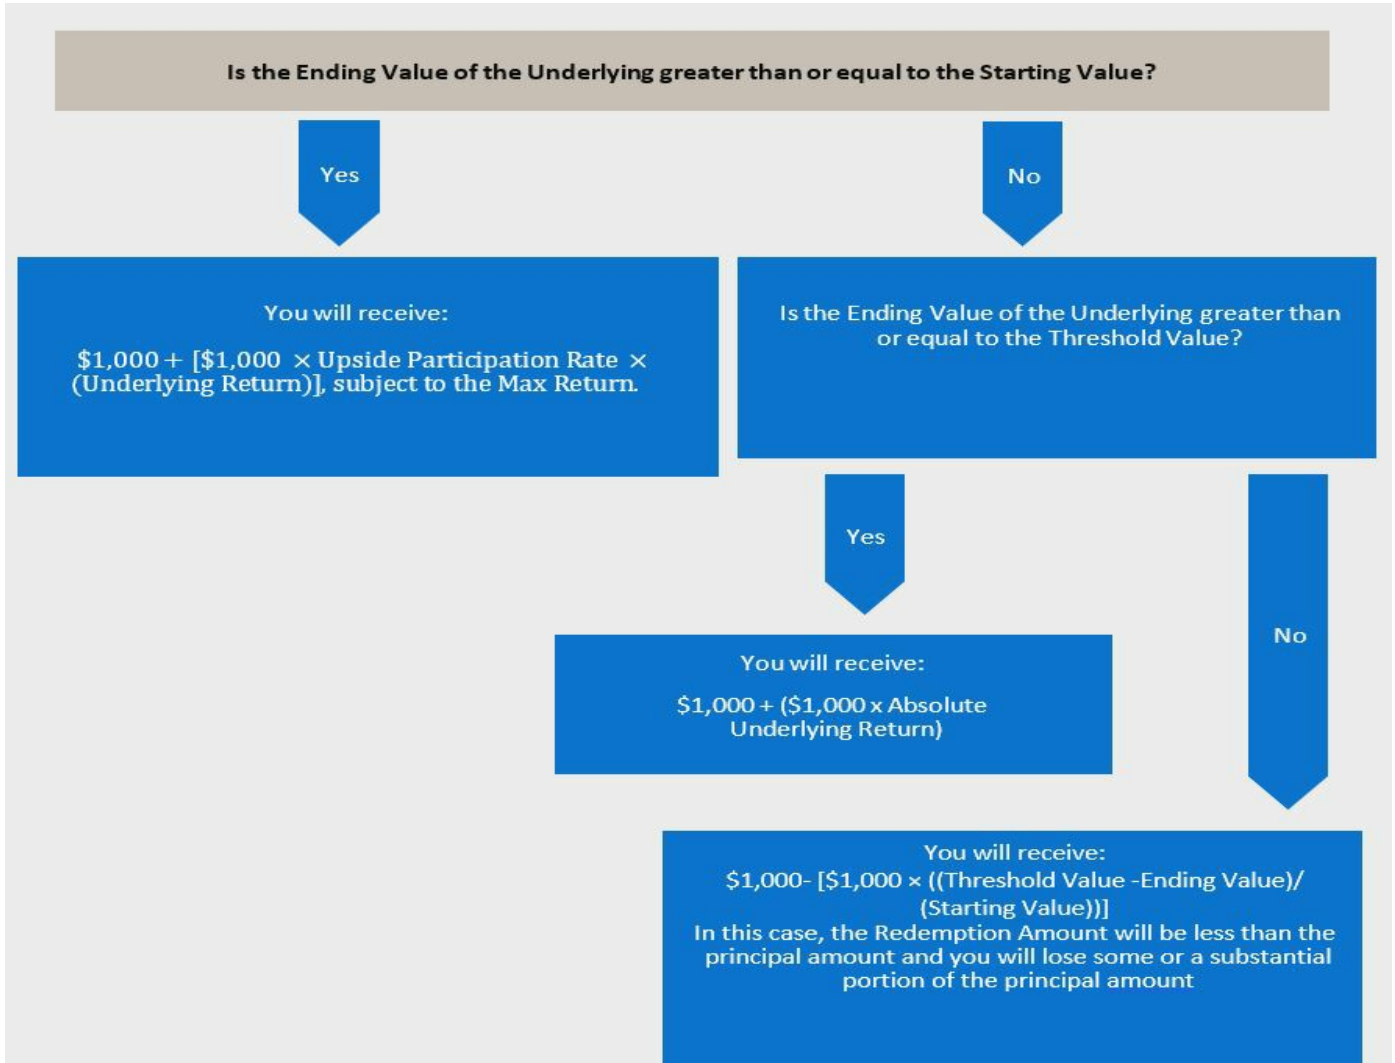 Is the Ending Value of the Underlying greater than or equal to the Starting Value?
Yes
No
You will receive:
$1,000 + [$1,000 × Upside Participation Rate ×
(Underlying Return)], subject to the Max Return.
Is the Ending Value of the Underlying greater than
or equal to the Threshold Value?
Yes
No
You will receive:
$1,000 + ($1,000 x Absolute
Underlying Return)
You will receive:
$1,000- [$1,000 × ((Threshold Value -Ending Value)/
(Starting Value))]
In this case, the Redemption Amount will be less than the
principal amount and you will lose some or a substantial
portion of the principal amount